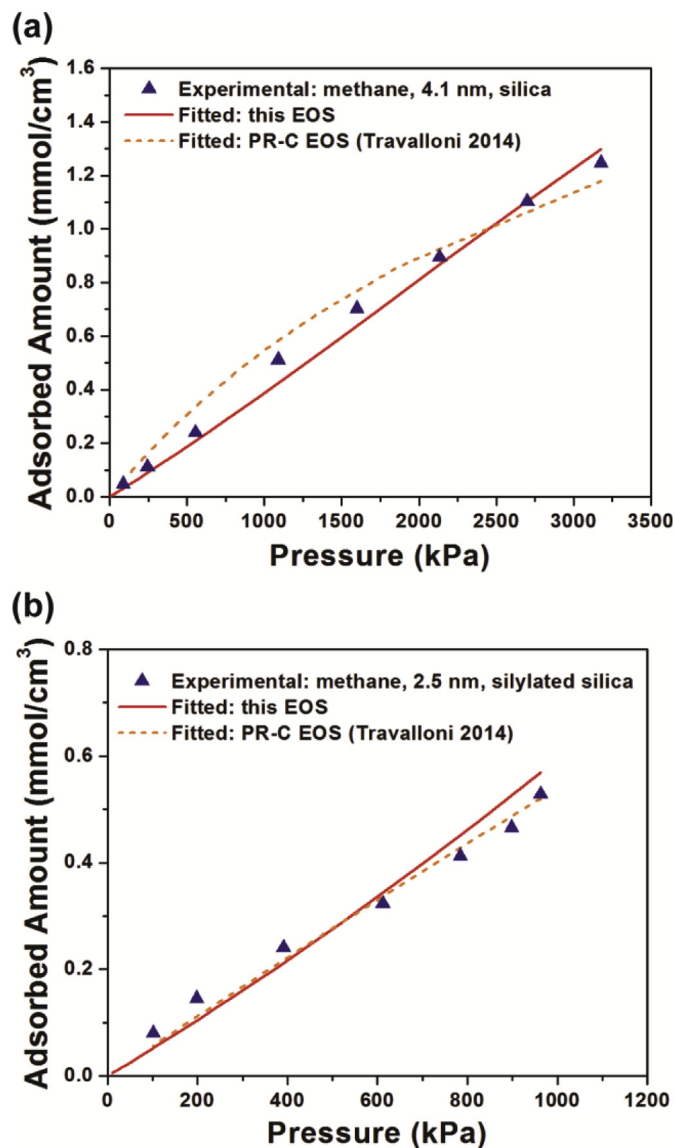 (a)
1.6
1.4
1.2
1.0
0.8
0.6
0.4
0.2
0.0
Adsorbed Amount (mmol/cm³)
Experimental: methane, 4.1 nm, silica
Fitted: this EOS
Fitted: PR-C EOS (Travalloni 2014)
0 500 1000 1500 2000 2500 3000 3500
Pressure (kPa)
(b)
0.8
0.6
0.4
0.2
0.0
Adsorbed Amount (mmol/cm³)
Experimental: methane, 2.5 nm, silylated silica
Fitted: this EOS
Fitted: PR-C EOS (Travalloni 2014)
0 200 400 600 800 1000 1200
Pressure (kPa)